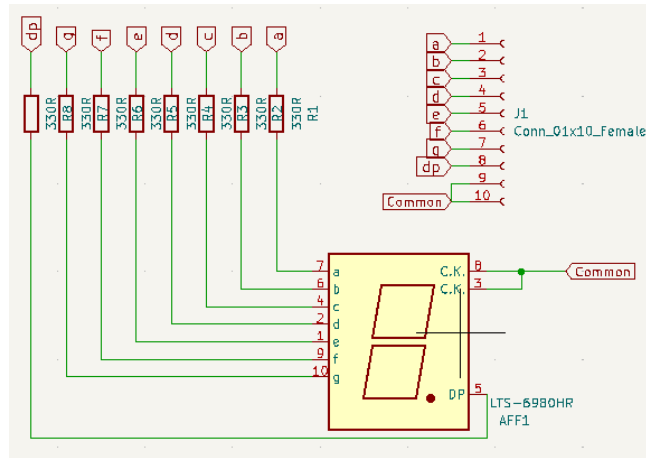 dp g f e d c b a
330R R8 330R R7 330R R6 330R R5 330R R4 330R R3 330R R2 330R R1
a 1
b 2
c 3
d 4
e 5 J1
f 6 Conn_01x10_Female
g 7
dp 8
9
Common 10
7 a C.K. 8 Common
6 b C.K. 3
4 c
2 d
1 e
9 f
10 g
DP 5
LTS-6980HR
AFF1